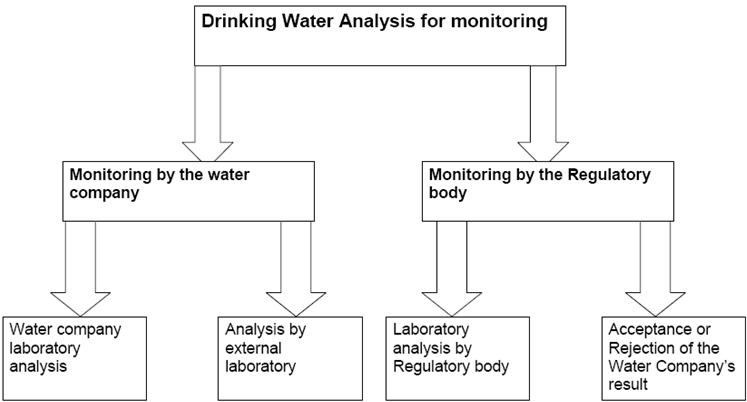 Drinking Water Analysis for monitoring
Monitoring by the water
company
Monitoring by the Regulatory
body
Water company
laboratory
analysis
Analysis by
external
laboratory
Laboratory
analysis by
Regulatory body
Acceptance or
Rejection of the
Water Company's
result